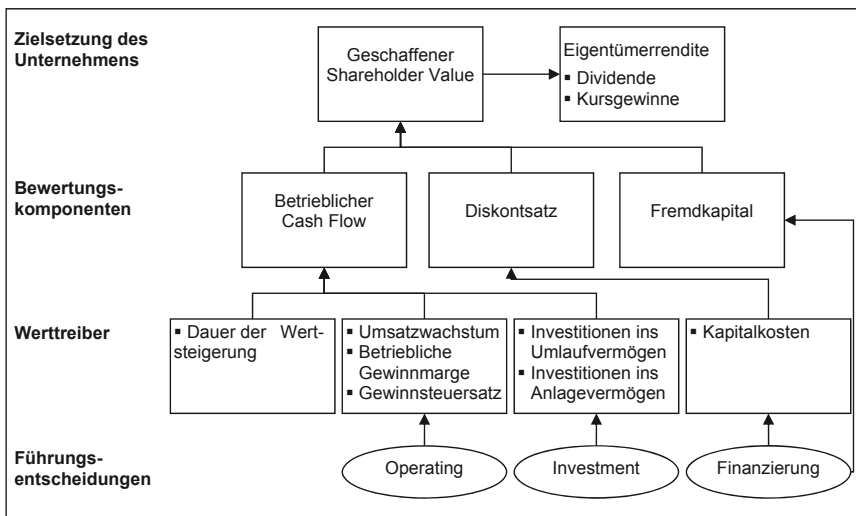 Zielsetzung des
Unternehmens
Geschaffener
Shareholder Value
Eigentümerrendite
▪ Dividende
▪ Kursgewinne
Bewertungs-
komponenten
Betrieblicher
Cash Flow
Diskontsatz
Fremdkapital
Werttreiber
▪ Dauer der Wert-
steigerung
▪ Umsatzwachstum
▪ Betriebliche
Gewinnmarge
▪ Gewinnsteuersatz
▪ Investitionen ins
Umlaufvermögen
▪ Investitionen ins
Anlagevermögen
▪ Kapitalkosten
Führungs-
entscheidungen
Operating
Investment
Finanzierung